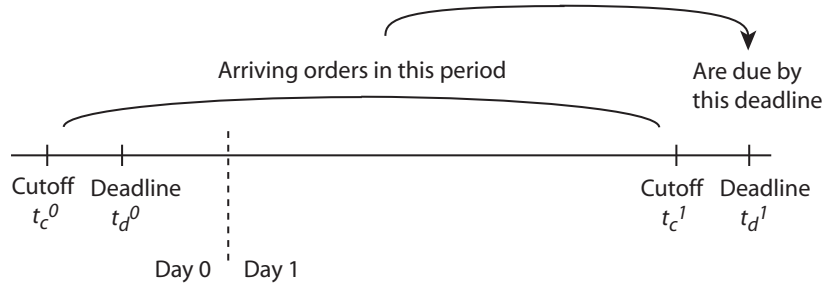 Arriving orders in this period
Are due by
this deadline
Cutoff
t_c^0
Deadline
t_d^0
Cutoff
t_c^1
Deadline
t_d^1
Day 0
Day 1